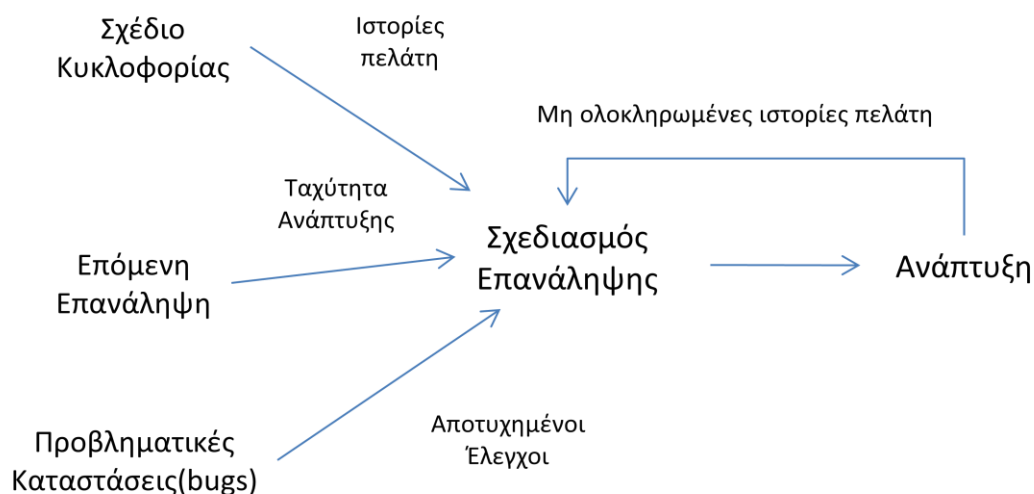 Σχέδιο
Κυκλοφορίας
Ιστορίες
πελάτη
Μη ολοκληρωμένες ιστορίες πελάτη
Ταχύτητα
Ανάπτυξης
Επόμενη
Επανάληψη
Σχεδιασμός
Επανάληψης
Ανάπτυξη
Προβληματικές
Καταστάσεις(bugs)
Αποτυχημένοι
Έλεγχοι